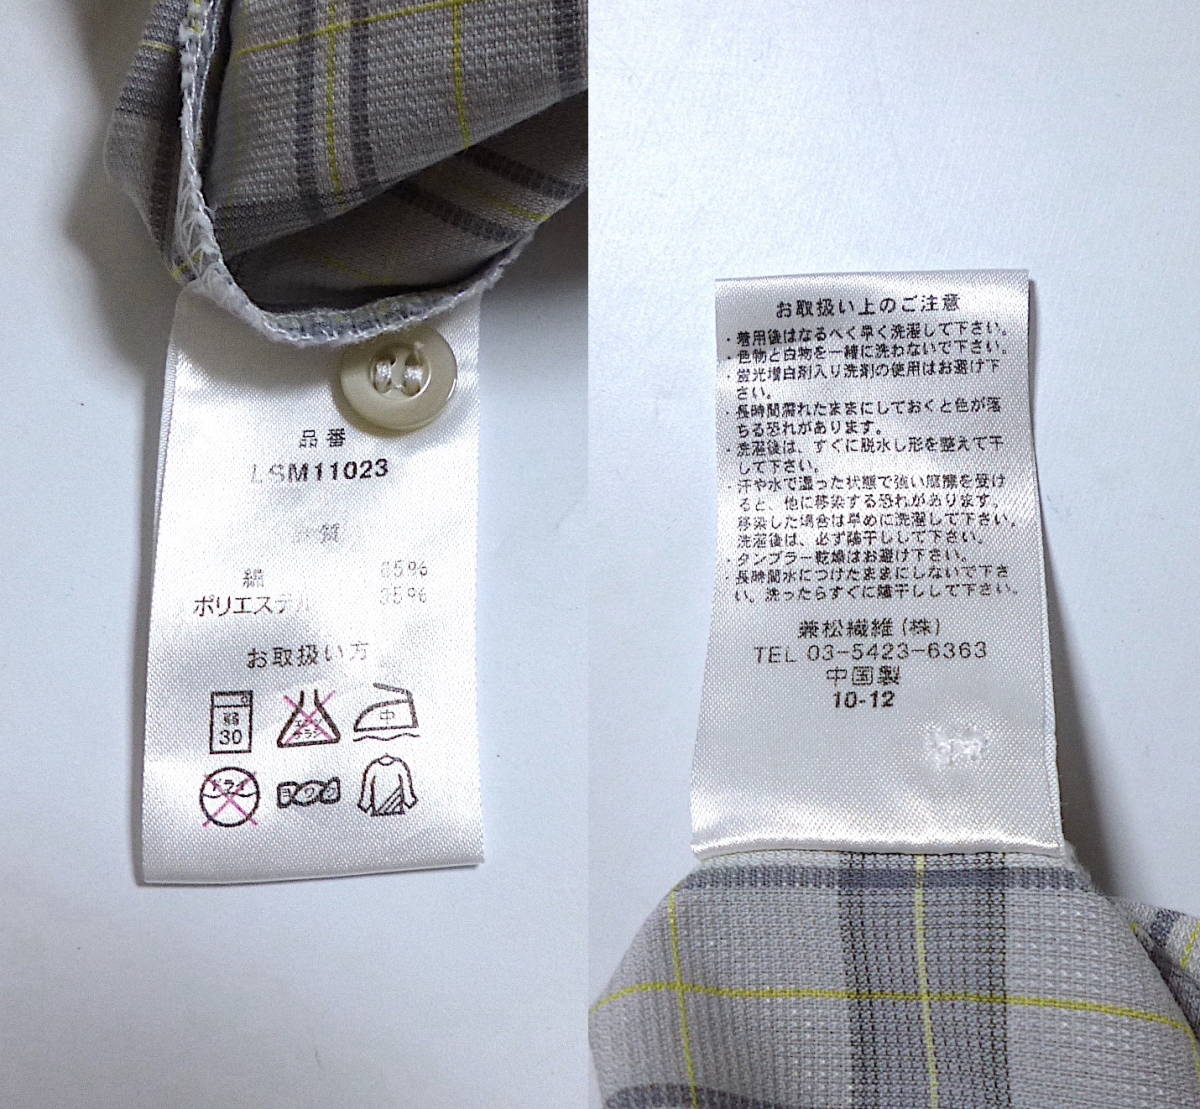 品番
LSM11023
質
綿 65%
ポリエステル 35%
お取扱い方
弱
30
エンソ
サラシ
中
ドライ
お取扱い上のご注意
・着用後はなるべく早く洗濯して下さい。
・色物と白物を一緒に洗わないで下さい。
・蛍光増白剤入り洗剤の使用はお避け下
さい。
・長時間濡れたままにしておくと色が落
ちる恐れがあります。
・洗濯後は、すぐに脱水し形を整えて干
して下さい。
・汗や水で湿った状態で強い摩擦を受け
ると、他に移染する恐れがあります。
移染した場合は早めに洗濯して下さい。
洗濯後は、必ず陰干しして下さい。
・タンブラー乾燥はお避け下さい。
・長時間水につけたままにしないで下さ
い。洗ったらすぐに陰干しして下さい。
兼松繊維(株)
TEL 03-5423-6363
中国製
10-12